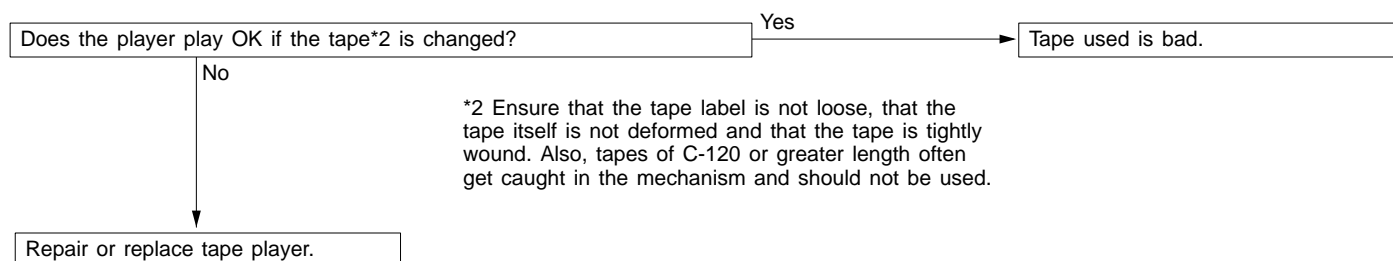 Does the player play OK if the tape*2 is changed?
Yes
Tape used is bad.
No
*2 Ensure that the tape label is not loose, that the
tape itself is not deformed and that the tape is tightly
wound. Also, tapes of C-120 or greater length often
get caught in the mechanism and should not be used.
Repair or replace tape player.